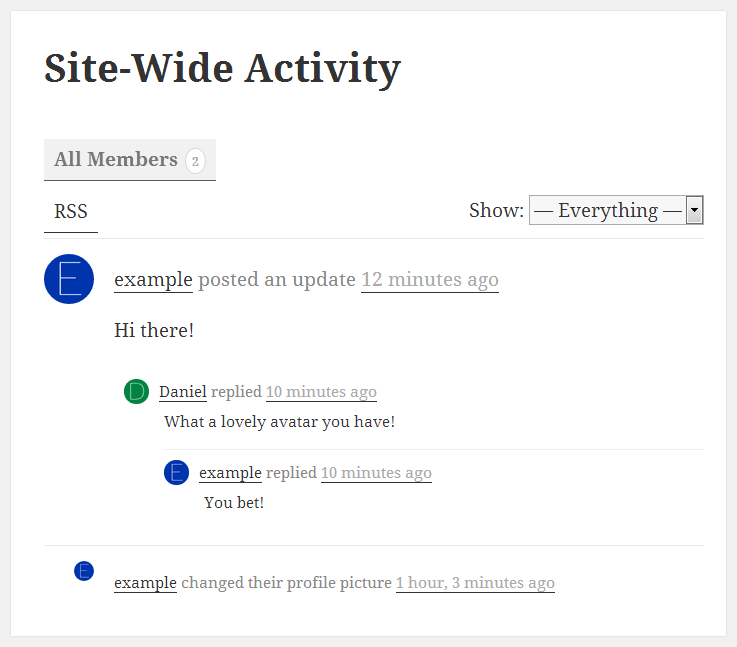 Site-Wide Activity
All Members 2
RSS
Show: — Everything —
E
example posted an update 12 minutes ago
Hi there!
D
Daniel replied 10 minutes ago
What a lovely avatar you have!
E
example replied 10 minutes ago
You bet!
E
example changed their profile picture 1 hour, 3 minutes ago